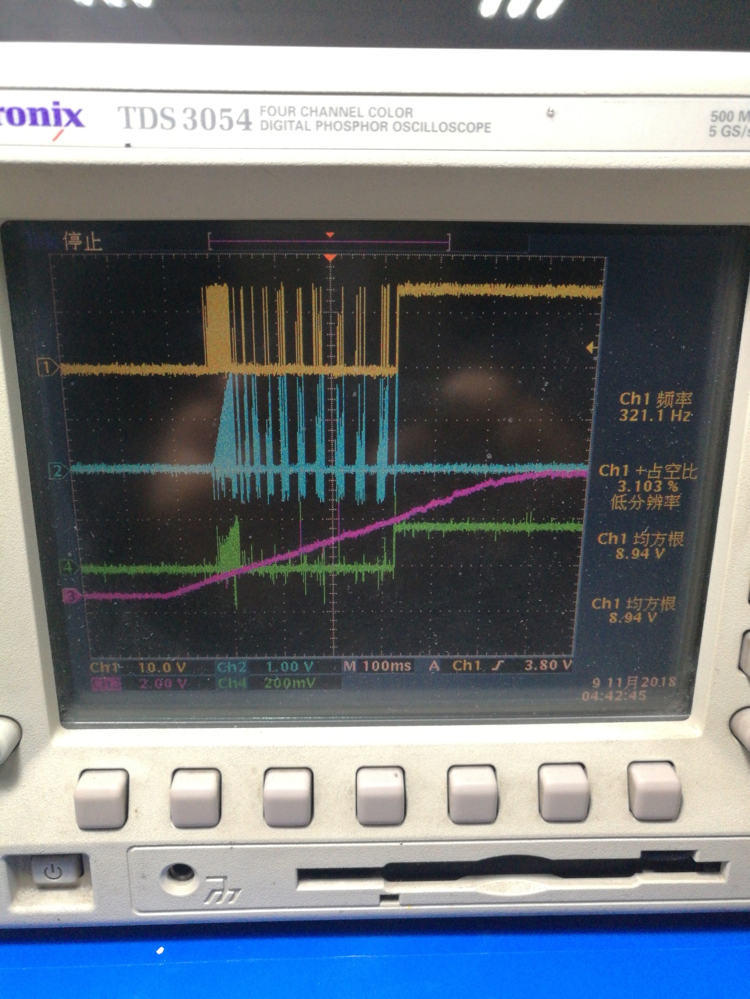 ronix TDS 3054 FOUR CHANNEL COLOR
DIGITAL PHOSPHOR OSCILLOSCOPE
500 M
5 GS/s
停止
1
2
4
3
Ch1 频率
321.1 Hz
Ch1 +占空比
3.103 %
低分辨率
Ch1 均方根
8.94 V
Ch1 均方根
8.94 V
Ch1 10.0 V Ch2 1.00 V M 100ms A Ch1 3.80 V
Ch3 2.00 V Ch4 200mV
9 11月 2018
04:42:45